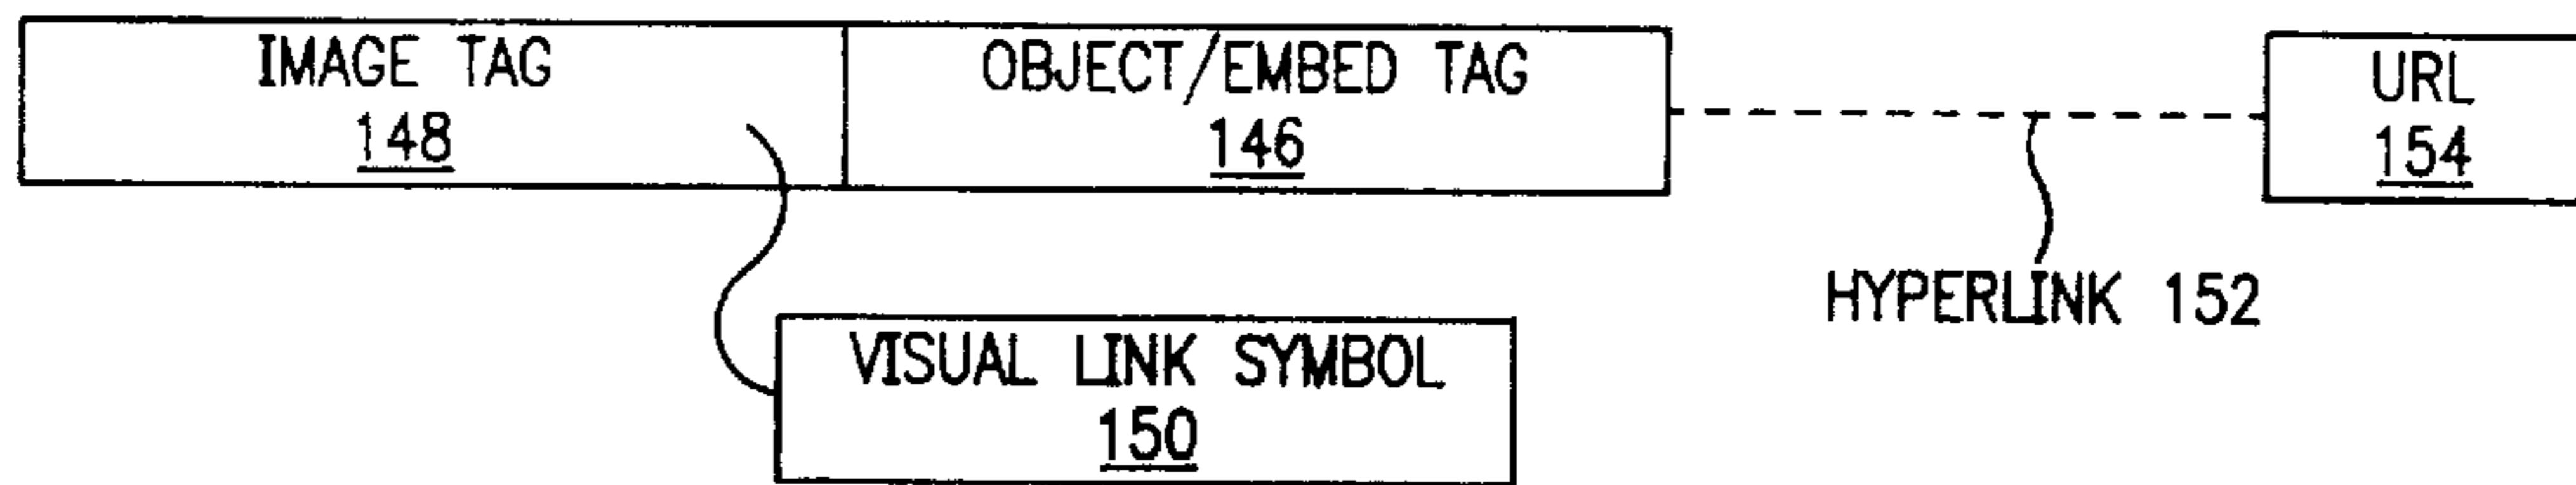 IMAGE TAG
148
OBJECT/EMBED TAG
146
URL
154
HYPERLINK 152
VISUAL LINK SYMBOL
150